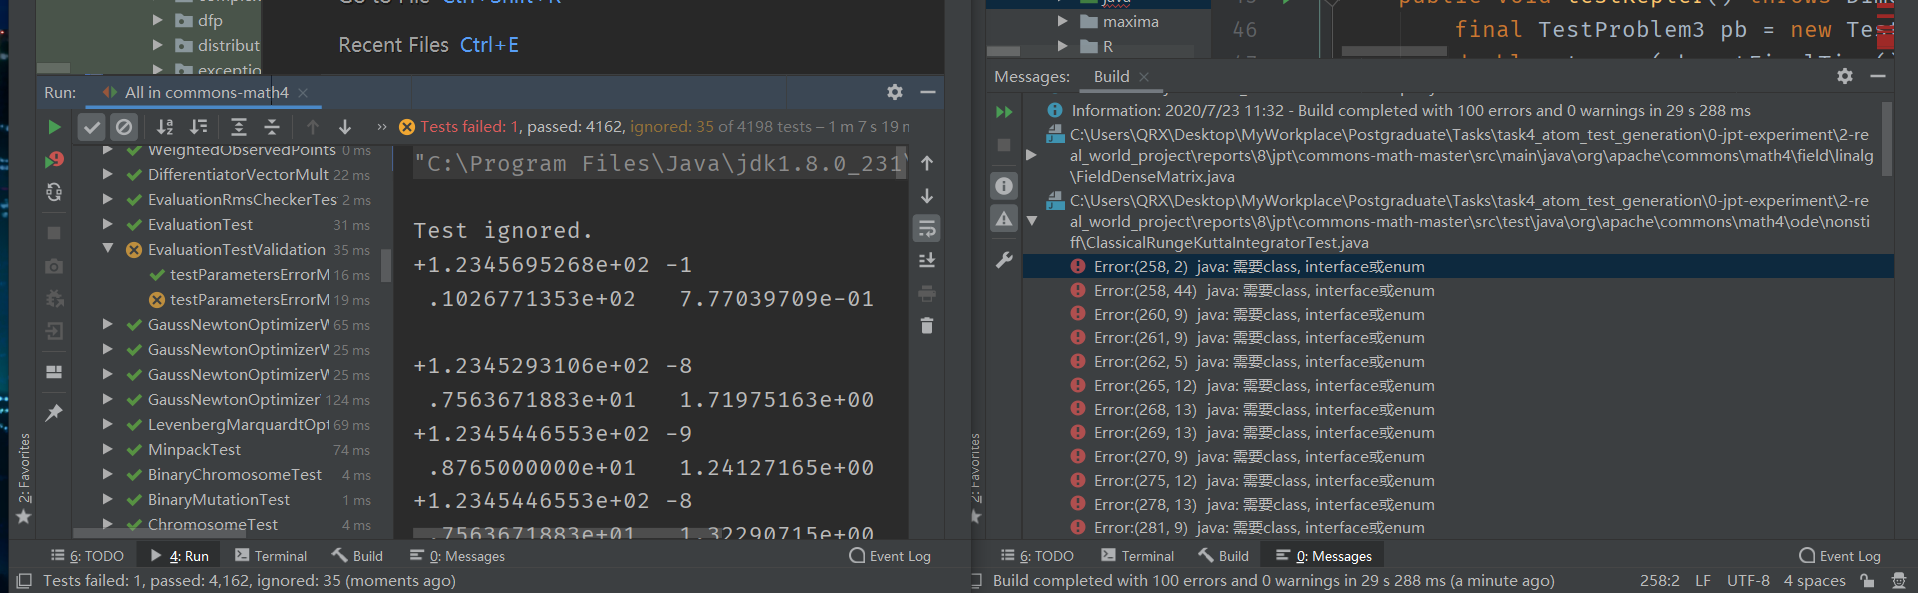 dfp
distribut
exceptio
Recent Files Ctrl+E
Run: All in commons-math4
Tests failed: 1, passed: 4162, ignored: 35 of 4198 tests – 1 m 7 s 19 m
WeightedObservedPoints 0 ms
DifferentiatorVectorMult 22 ms
EvaluationRmsCheckerTes 2 ms
EvaluationTest 31 ms
EvaluationTestValidation 35 ms
testParametersErrorM 16 ms
testParametersErrorM 19 ms
GaussNewtonOptimizerW 65 ms
GaussNewtonOptimizerW 25 ms
GaussNewtonOptimizerW 25 ms
GaussNewtonOptimizer 124 ms
LevenbergMarquardtOpt 69 ms
MinpackTest 74 ms
BinaryChromosomeTest 4 ms
BinaryMutationTest 1 ms
ChromosomeTest 4 ms
"C:\Program Files\Java\jdk1.8.0_231\
Test ignored.
+1.2345695268e+02 -1
.1026771353e+02 7.77039709e-01
+1.2345293106e+02 -8
.7563671883e+01 1.71975163e+00
+1.2345446553e+02 -9
.8765000000e+01 1.24127165e+00
+1.2345446553e+02 -8
.7563671883e+01 1.32290715e+00
2: Favorites
6: TODO 4: Run Terminal Build 0: Messages Event Log
Tests failed: 1, passed: 4,162, ignored: 35 (moments ago)
java
maxima
R
46 final TestProblem3 pb = new Tes
Messages: Build
Information: 2020/7/23 11:32 - Build completed with 100 errors and 0 warnings in 29 s 288 ms
C:\Users\QRX\Desktop\MyWorkplace\Postgraduate\Tasks\task4_atom_test_generation\0-jpt-experiment\2-re
al_world_project\reports\8\jpt\commons-math-master\src\main\java\org\apache\commons\math4\field\linalg
\FieldDenseMatrix.java
C:\Users\QRX\Desktop\MyWorkplace\Postgraduate\Tasks\task4_atom_test_generation\0-jpt-experiment\2-re
al_world_project\reports\8\jpt\commons-math-master\src\test\java\org\apache\commons\math4\ode\nonsti
ff\ClassicalRungeKuttaIntegratorTest.java
Error:(258, 2) java: 需要class, interface或enum
Error:(258, 44) java: 需要class, interface或enum
Error:(260, 9) java: 需要class, interface或enum
Error:(261, 9) java: 需要class, interface或enum
Error:(262, 5) java: 需要class, interface或enum
Error:(265, 12) java: 需要class, interface或enum
Error:(268, 13) java: 需要class, interface或enum
Error:(269, 13) java: 需要class, interface或enum
Error:(270, 9) java: 需要class, interface或enum
Error:(275, 12) java: 需要class, interface或enum
Error:(278, 13) java: 需要class, interface或enum
Error:(281, 9) java: 需要class, interface或enum
2: Favorites
6: TODO Terminal Build 0: Messages Event Log
Build completed with 100 errors and 0 warnings in 29 s 288 ms (a minute ago) 258:2 LF UTF-8 4 spaces